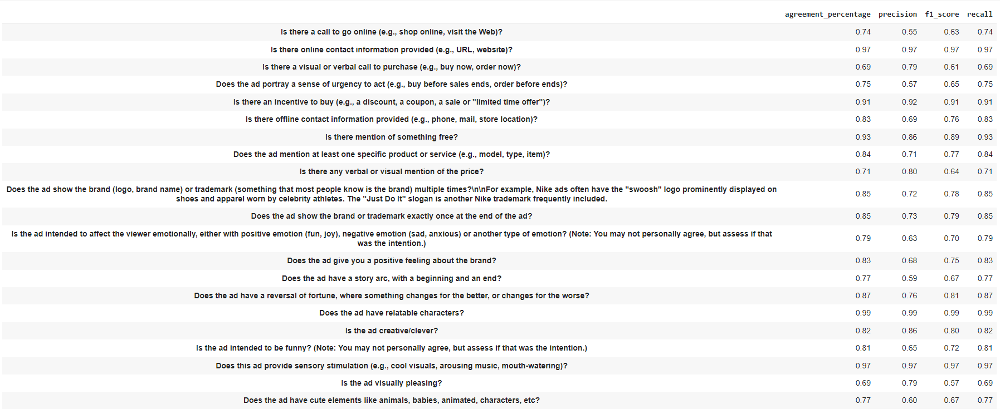 agreement_percentage precision f1_score recall
Is there a call to go online (e.g., shop online, visit the Web)? 0.74 0.55 0.63 0.74
Is there online contact information provided (e.g., URL, website)? 0.97 0.97 0.97 0.97
Is there a visual or verbal call to purchase (e.g., buy now, order now)? 0.69 0.79 0.61 0.69
Does the ad portray a sense of urgency to act (e.g., buy before sales ends, order before ends)? 0.75 0.57 0.65 0.75
Is there an incentive to buy (e.g., a discount, a coupon, a sale or "limited time offer")? 0.91 0.92 0.91 0.91
Is there offline contact information provided (e.g., phone, mail, store location)? 0.83 0.69 0.76 0.83
Is there mention of something free? 0.93 0.86 0.89 0.93
Does the ad mention at least one specific product or service (e.g., model, type, item)? 0.84 0.71 0.77 0.84
Is there any verbal or visual mention of the price? 0.71 0.80 0.64 0.71
Does the ad show the brand (logo, brand name) or trademark (something that most people know is the brand) multiple times?\n\nFor example, Nike ads often have the "swoosh" logo prominently displayed on
shoes and apparel worn by celebrity athletes. The "Just Do It" slogan is another Nike trademark frequently included. 0.85 0.72 0.78 0.85
Does the ad show the brand or trademark exactly once at the end of the ad? 0.85 0.73 0.79 0.85
Is the ad intended to affect the viewer emotionally, either with positive emotion (fun, joy), negative emotion (sad, anxious) or another type of emotion? (Note: You may not personally agree, but assess if that
was the intention.) 0.79 0.63 0.70 0.79
Does the ad give you a positive feeling about the brand? 0.83 0.68 0.75 0.83
Does the ad have a story arc, with a beginning and an end? 0.77 0.59 0.67 0.77
Does the ad have a reversal of fortune, where something changes for the better, or changes for the worse? 0.87 0.76 0.81 0.87
Does the ad have relatable characters? 0.99 0.99 0.99 0.99
Is the ad creative/clever? 0.82 0.86 0.80 0.82
Is the ad intended to be funny? (Note: You may not personally agree, but assess if that was the intention.) 0.81 0.65 0.72 0.81
Does this ad provide sensory stimulation (e.g., cool visuals, arousing music, mouth-watering)? 0.97 0.97 0.97 0.97
Is the ad visually pleasing? 0.69 0.79 0.57 0.69
Does the ad have cute elements like animals, babies, animated, characters, etc? 0.77 0.60 0.67 0.77